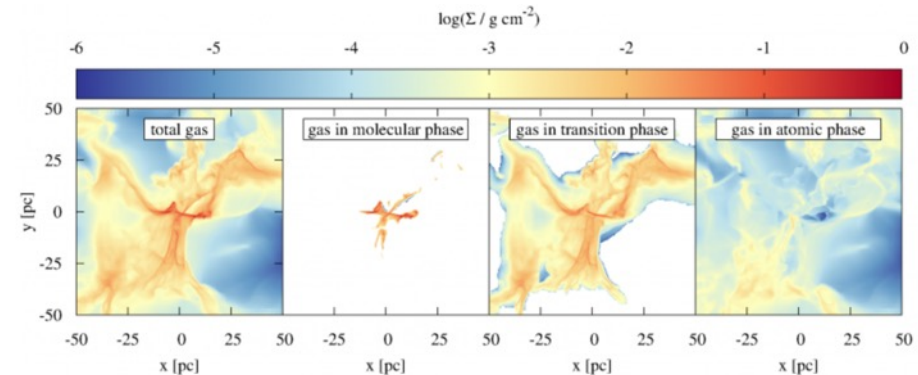 log(Σ / g cm⁻²)
-6 -5 -4 -3 -2 -1 0
50 total gas gas in molecular phase gas in transition phase gas in atomic phase
25
0
-25
-50
y [pc]
-50 -25 0 25 50 -25 0 25 50 -25 0 25 50 -25 0 25 50
x [pc] x [pc] x [pc] x [pc]